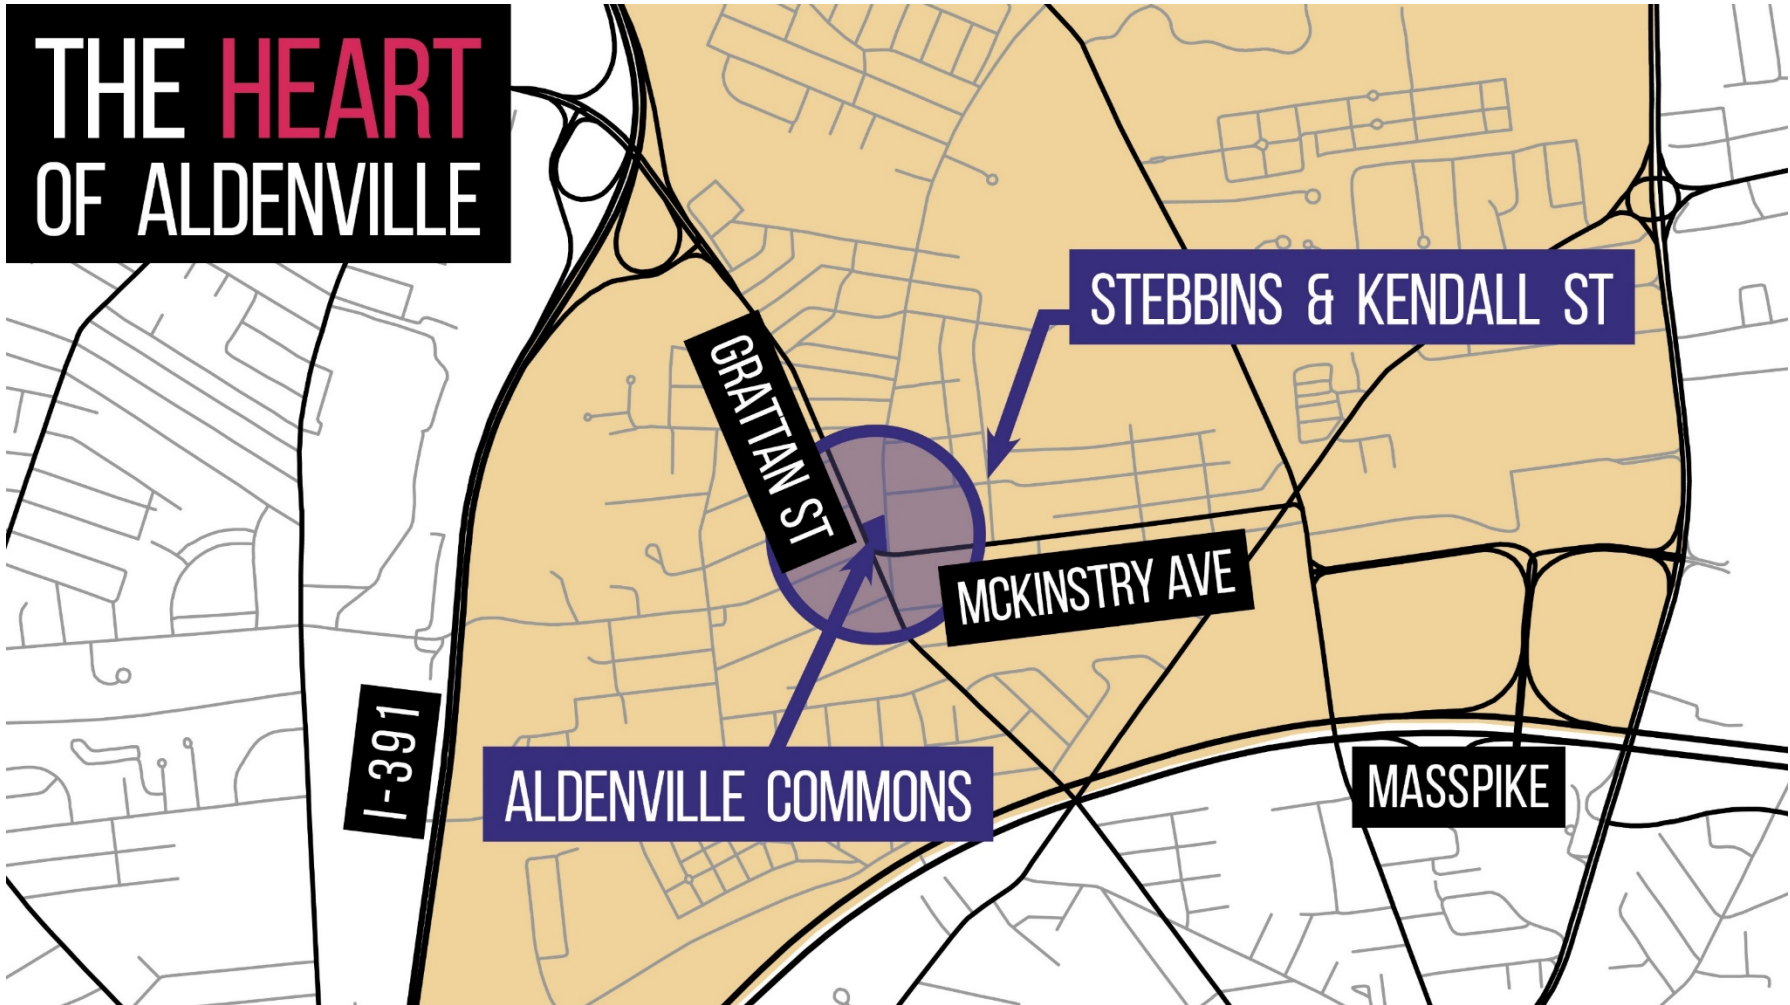 THE HEART
OF ALDENVILLE
STEBBINS & KENDALL ST
GRATTAN ST
MCKINSTRY AVE
I-391
ALDENVILLE COMMONS
MASSPIKE